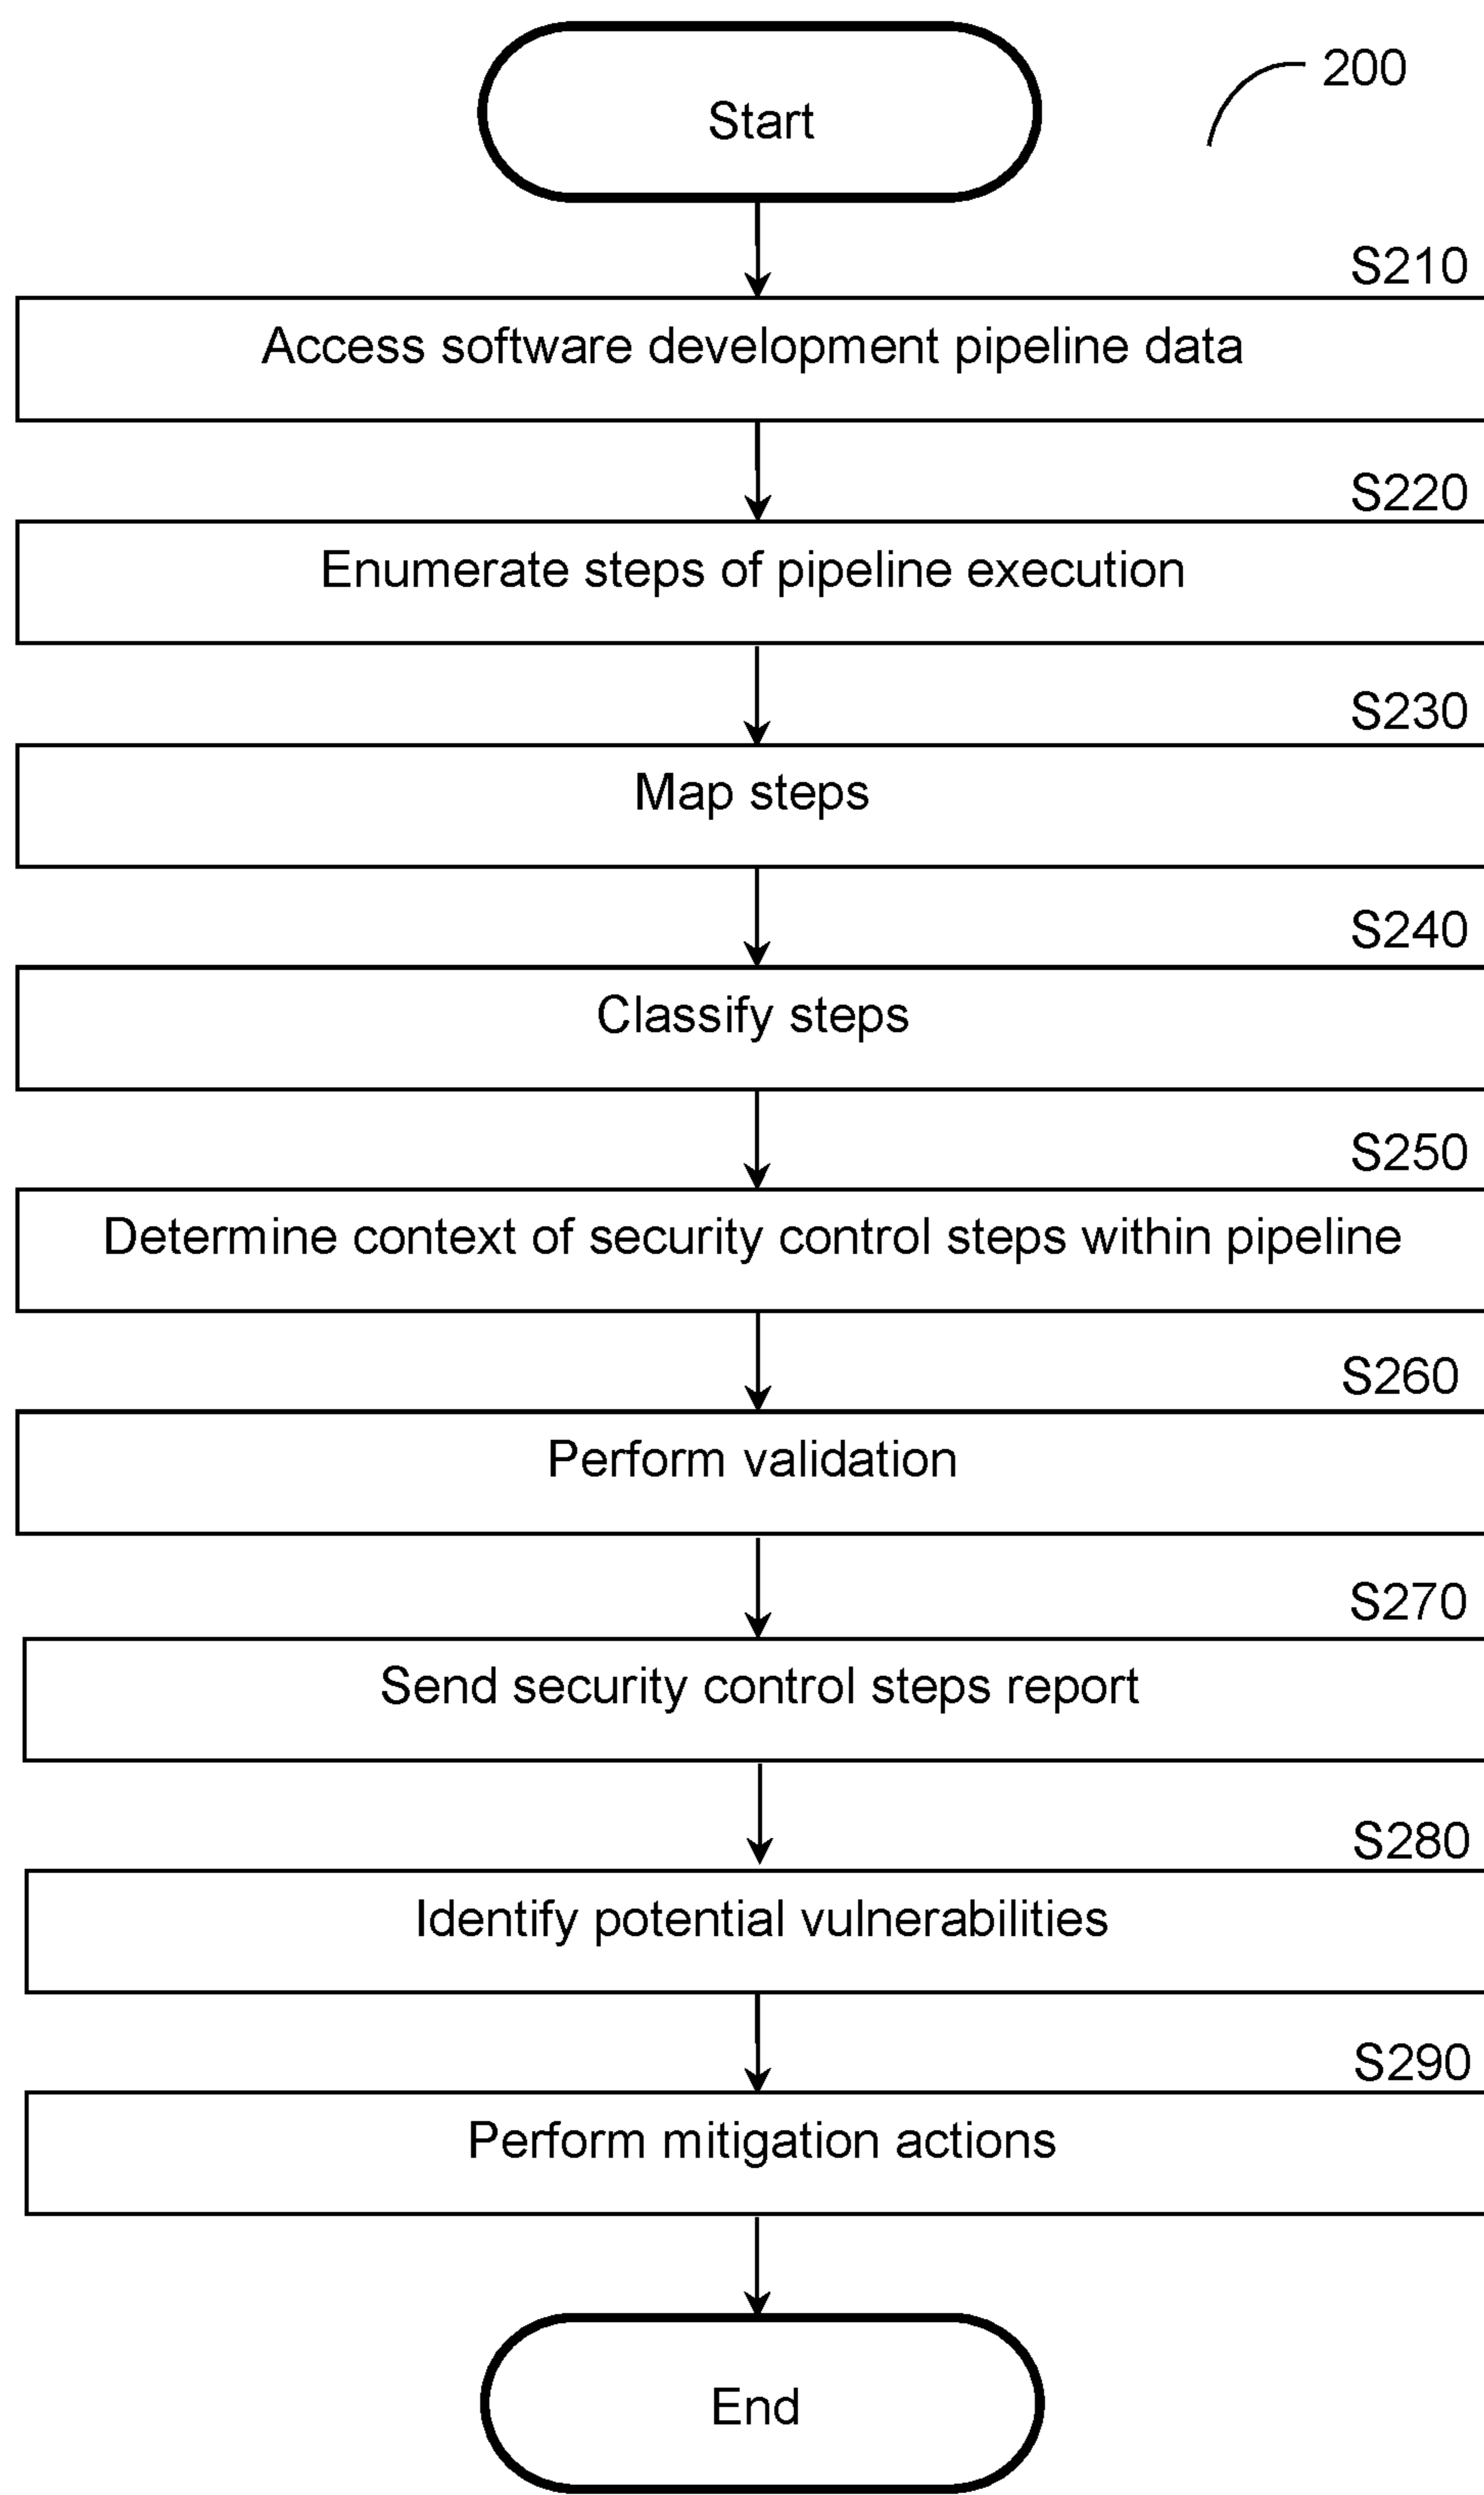 Start
200
S210
Access software development pipeline data
S220
Enumerate steps of pipeline execution
S230
Map steps
S240
Classify steps
S250
Determine context of security control steps within pipeline
S260
Perform validation
S270
Send security control steps report
S280
Identify potential vulnerabilities
S290
Perform mitigation actions
End